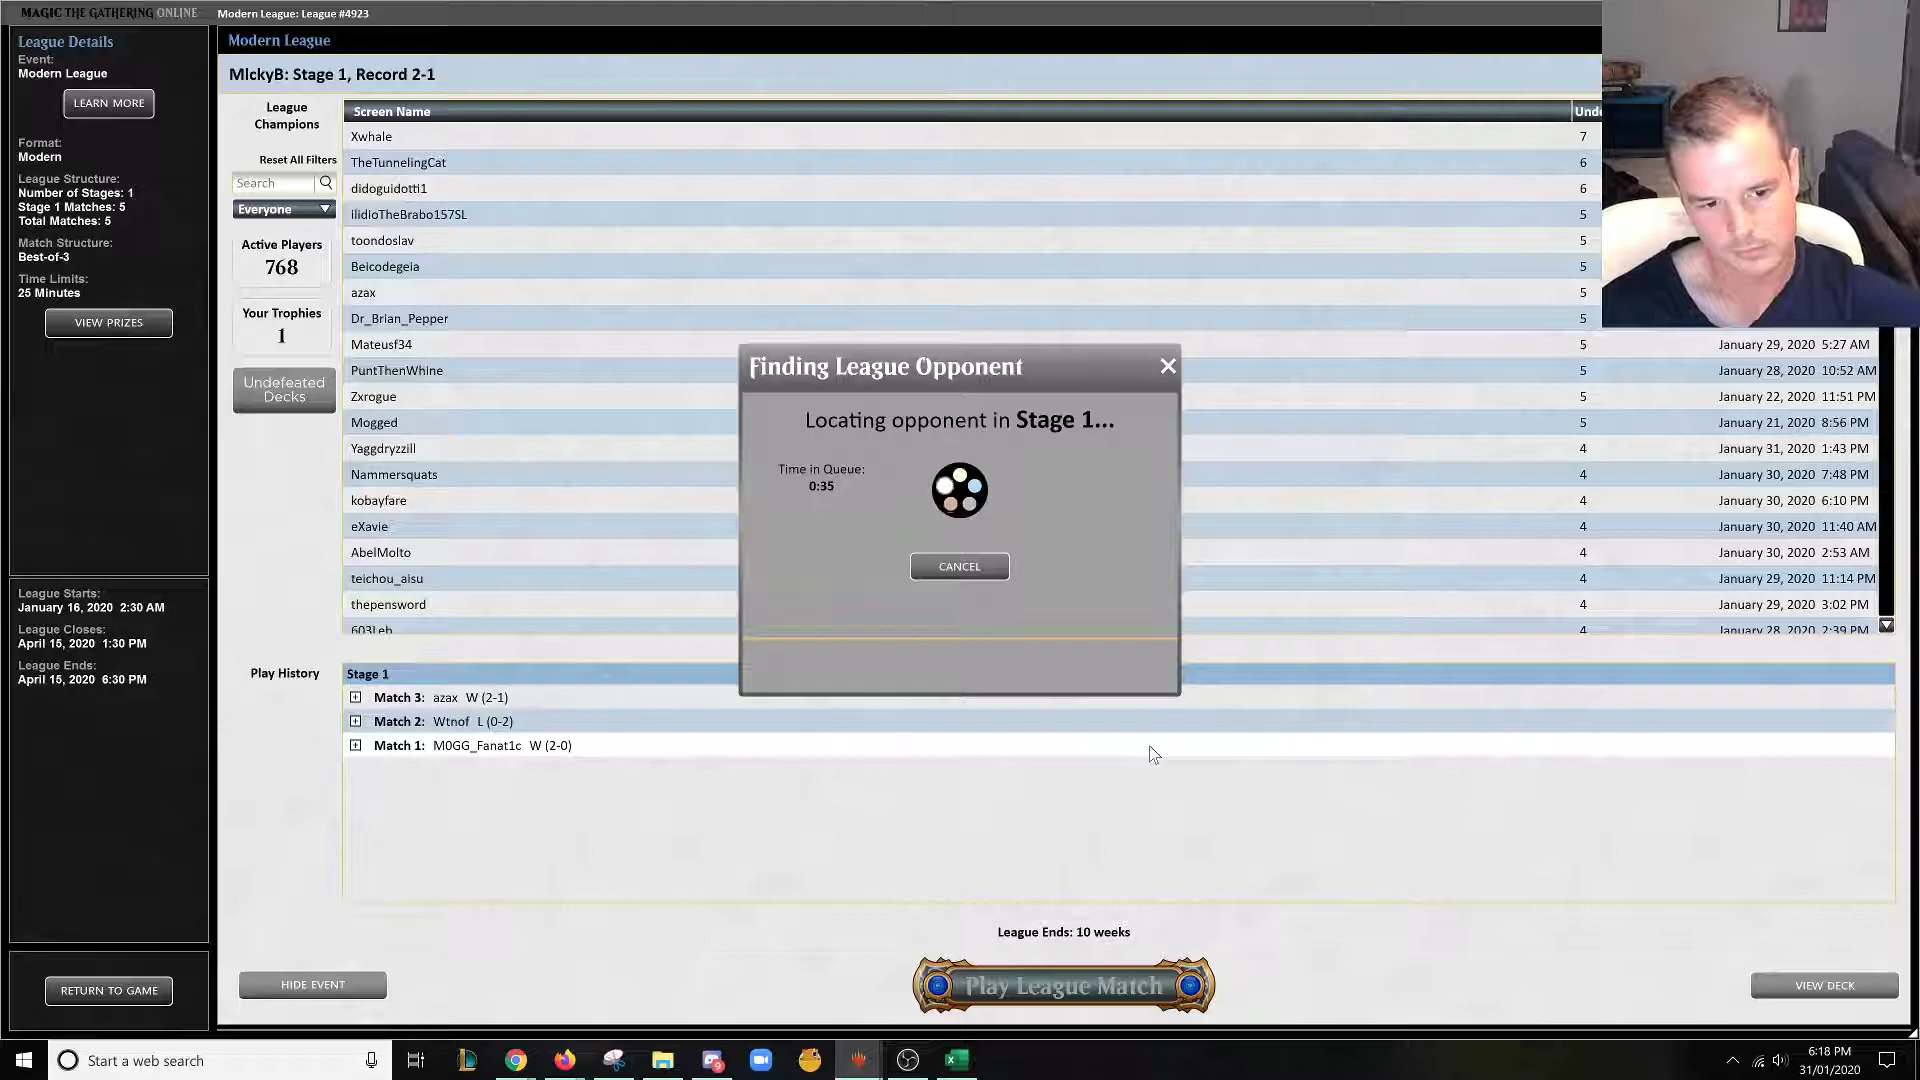 MAGIC THE GATHERING ONLINE
Modern League: League #4923
League Details
Event:
Modern League
LEARN MORE
Format:
Modern
League Structure:
Number of Stages: 1
Stage 1 Matches: 5
Total Matches: 5
Match Structure:
Best-of-3
Time Limits:
25 Minutes
VIEW PRIZES
League Starts:
January 16, 2020 2:30 AM
League Closes:
April 15, 2020 1:30 PM
League Ends:
April 15, 2020 6:30 PM
RETURN TO GAME
Modern League
MIckyB: Stage 1, Record 2-1
League
Champions
Reset All Filters
Search
Everyone
Active Players
768
Your Trophies
1
Undefeated
Decks
Screen Name Unde
Xwhale 7
TheTunnelingCat 6
didoguidotti1 6
IlidioTheBrabo157SL 5
toondoslav 5
Beicodegeia 5
azax 5
Dr_Brian_Pepper 5
Mateusf34 5 January 29, 2020 5:27 AM
PuntThenWhine 5 January 28, 2020 10:52 AM
Zxrogue 5 January 22, 2020 11:51 PM
Mogged 5 January 21, 2020 8:56 PM
Yaggdryzzill 4 January 31, 2020 1:43 PM
Nammersquats 4 January 30, 2020 7:48 PM
kobayfare 4 January 30, 2020 6:10 PM
eXavie 4 January 30, 2020 11:40 AM
AbelMolto 4 January 30, 2020 2:53 AM
teichou_aisu 4 January 29, 2020 11:14 PM
thepensword 4 January 29, 2020 3:02 PM
603Leb 4 January 28, 2020 2:39 PM
Finding League Opponent
Locating opponent in Stage 1...
Time in Queue:
0:35
CANCEL
Play History
Stage 1
Match 3: azax W (2-1)
Match 2: Wtnof L (0-2)
Match 1: M0GG_Fanat1c W (2-0)
League Ends: 10 weeks
HIDE EVENT
Play League Match
VIEW DECK
Start a web search
9
6:18 PM
31/01/2020